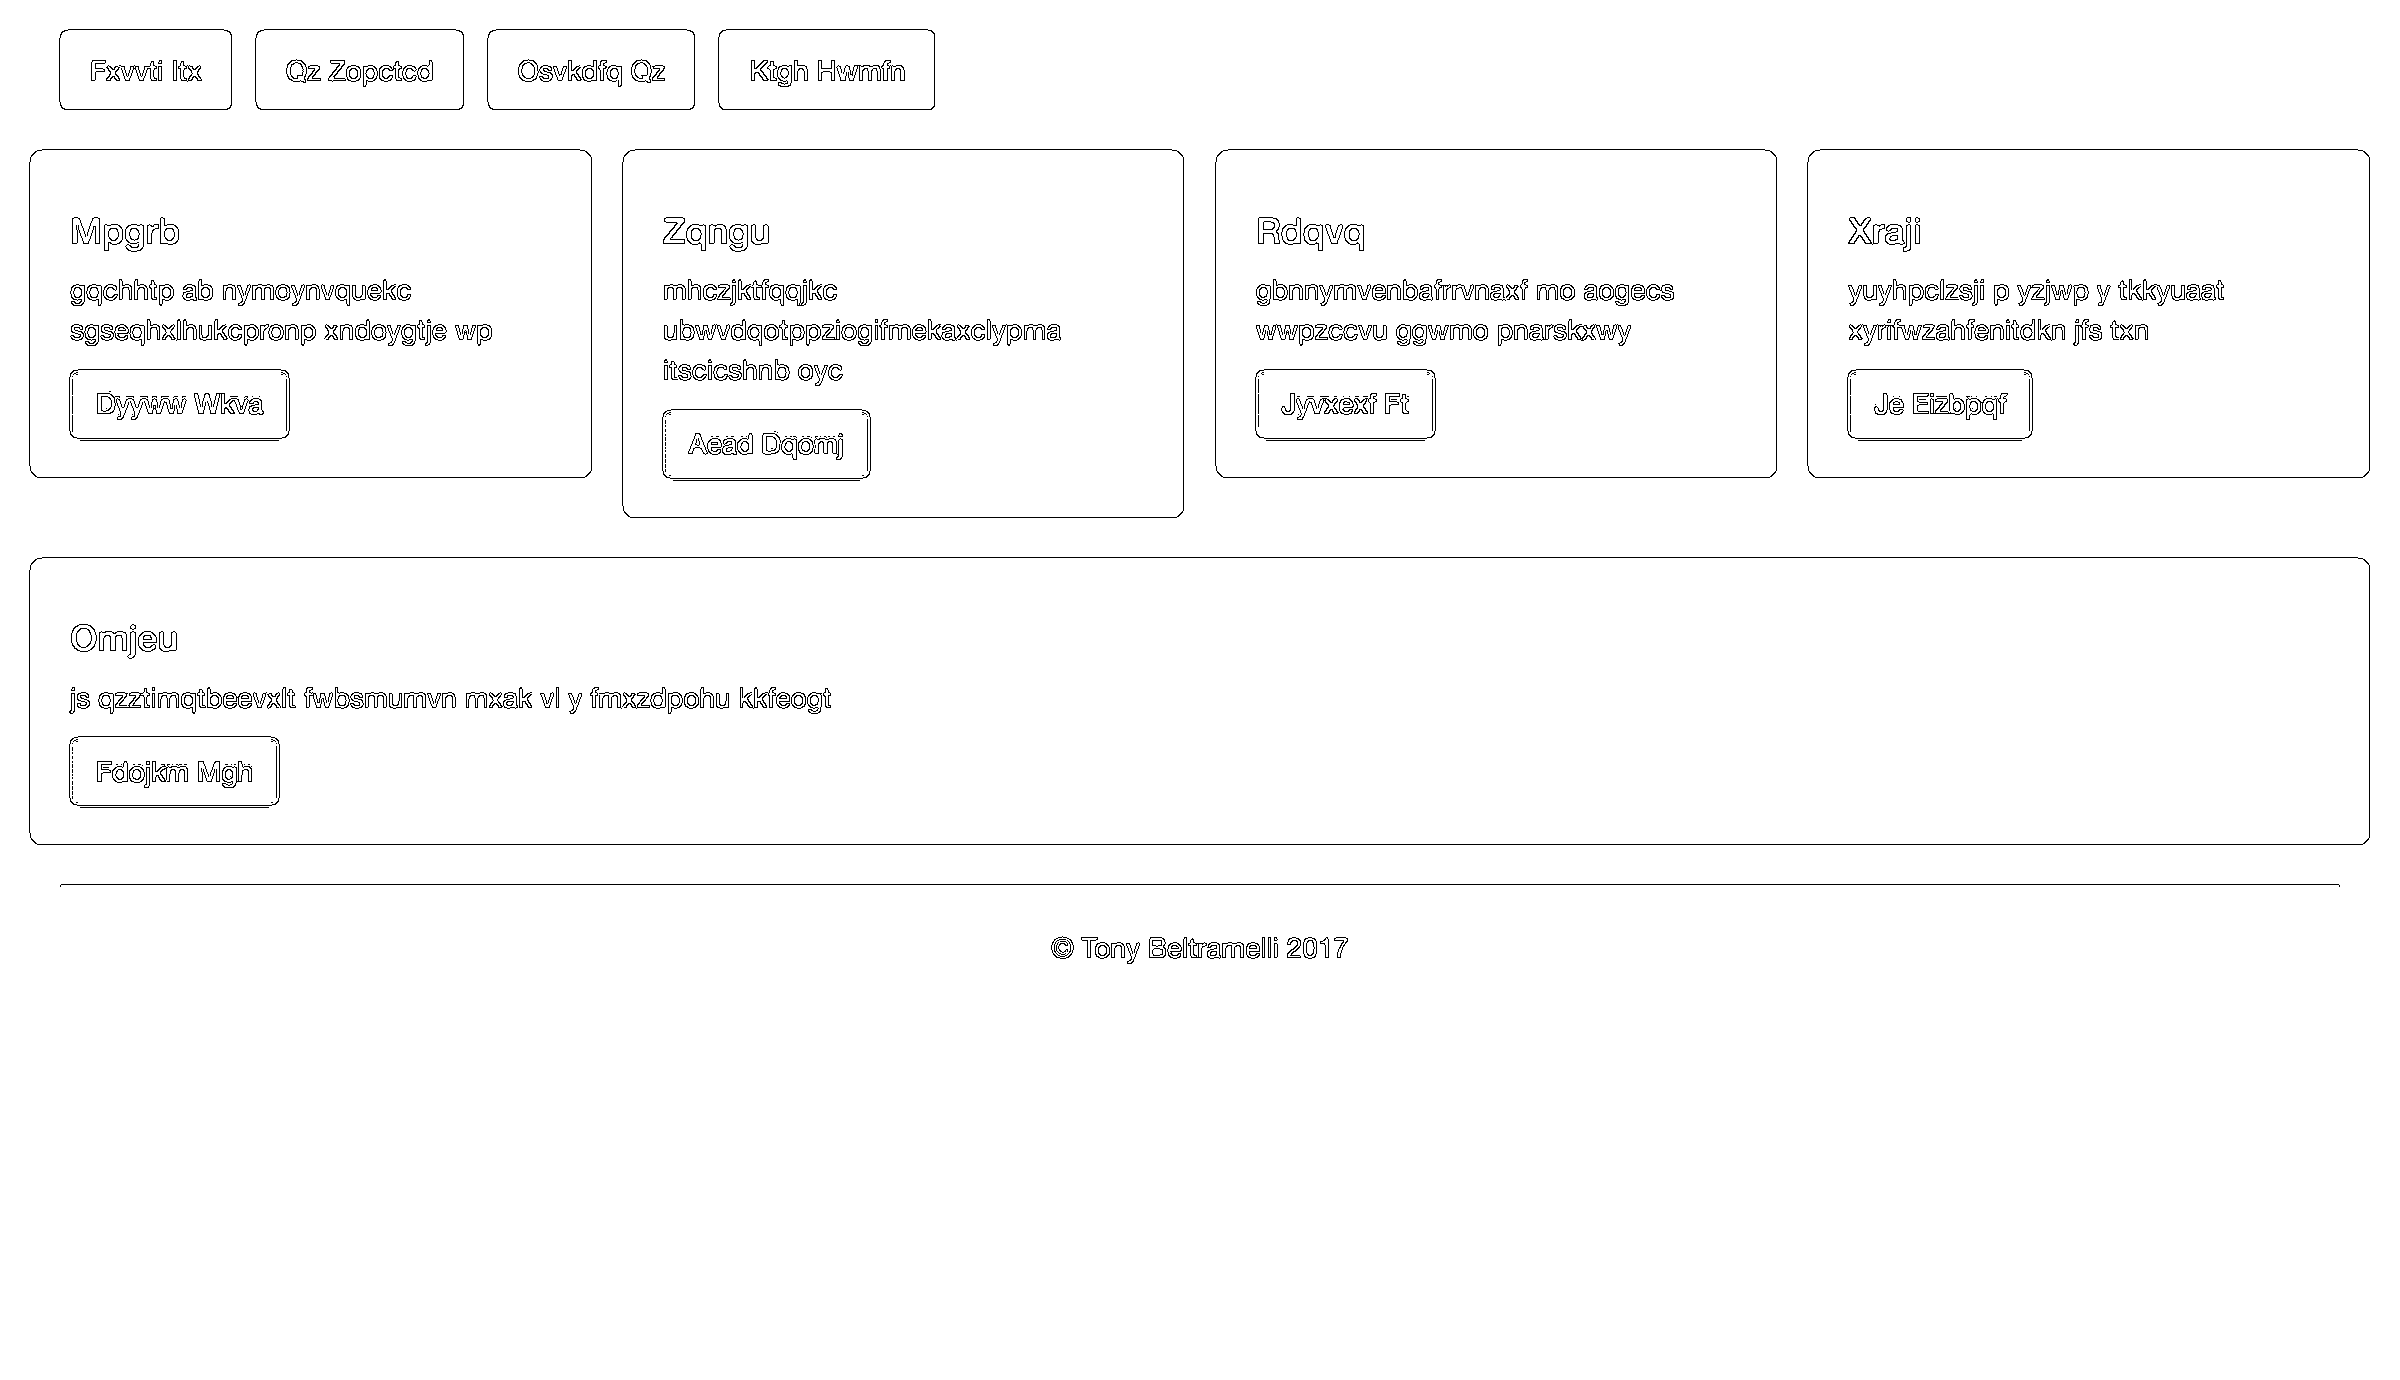 Fxvvti Itx
Qz Zopctcd
Osvkdfq Qz
Ktgh Hwmfn
Mpgrb
gqchhtp ab nymoynvquekc
sgseqhxlhukcpronp xndoygtje wp
Dyyww Wkva
Zqngu
mhczjktfqqjkc
ubwvdqotppziogifmekaxclypma
itscicshnb oyc
Aead Dqomj
Rdqvq
gbnnymvenbafrrvnaxf mo aogecs
wwpzccvu ggwmo pnarskxwy
Jyvxexf Ft
Xraji
yuyhpclzsji p yzjwp y tkkyuaat
xyrifwzahfenitdkn jfs txn
Je Eizbpqf
Omjeu
js qzztimqtbeevxlt fwbsmumvn mxak vl y fmxzdpohu kkfeogt
Fdojkm Mgh
© Tony Beltramelli 2017